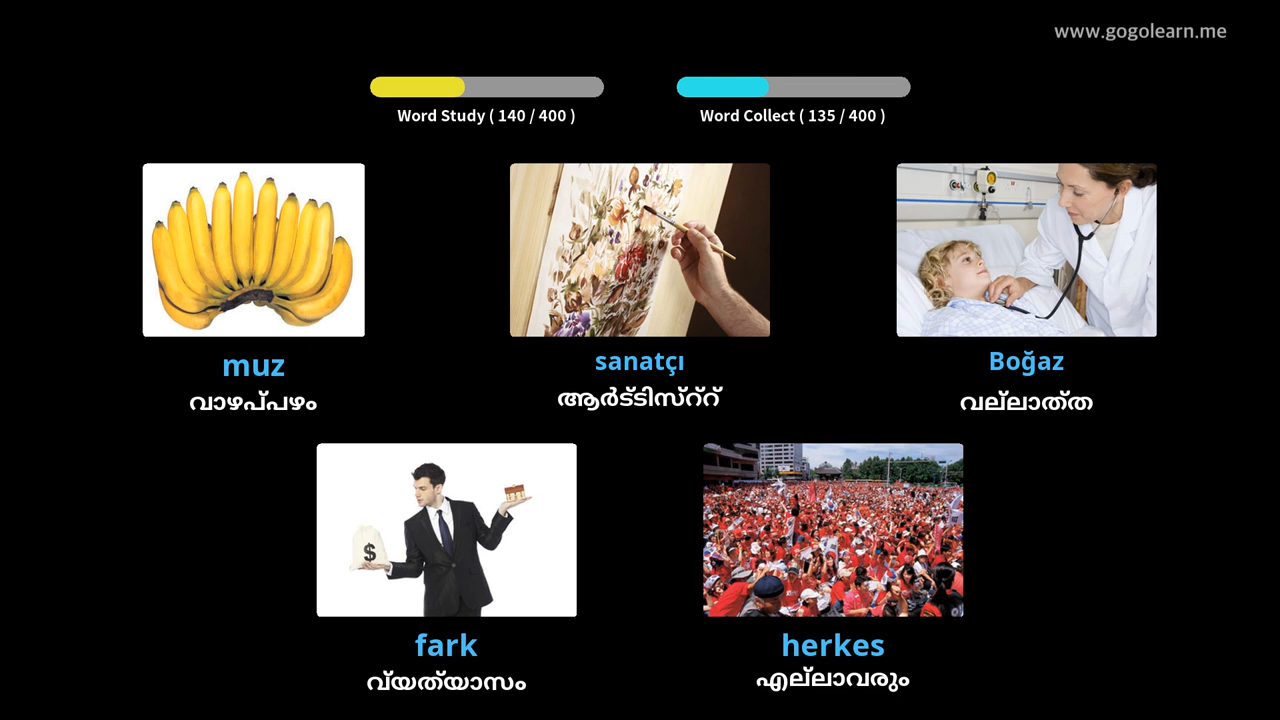 www.gogolearn.me
Word Study ( 140 / 400 )
Word Collect ( 135 / 400 )
muz
വാഴപ്പഴം
sanatçı
ആർട്ടിസ്റ്റ്
Boğaz
വല്ലാത്ത
$
fark
വ്യത്യാസം
herkes
എല്ലാവരും